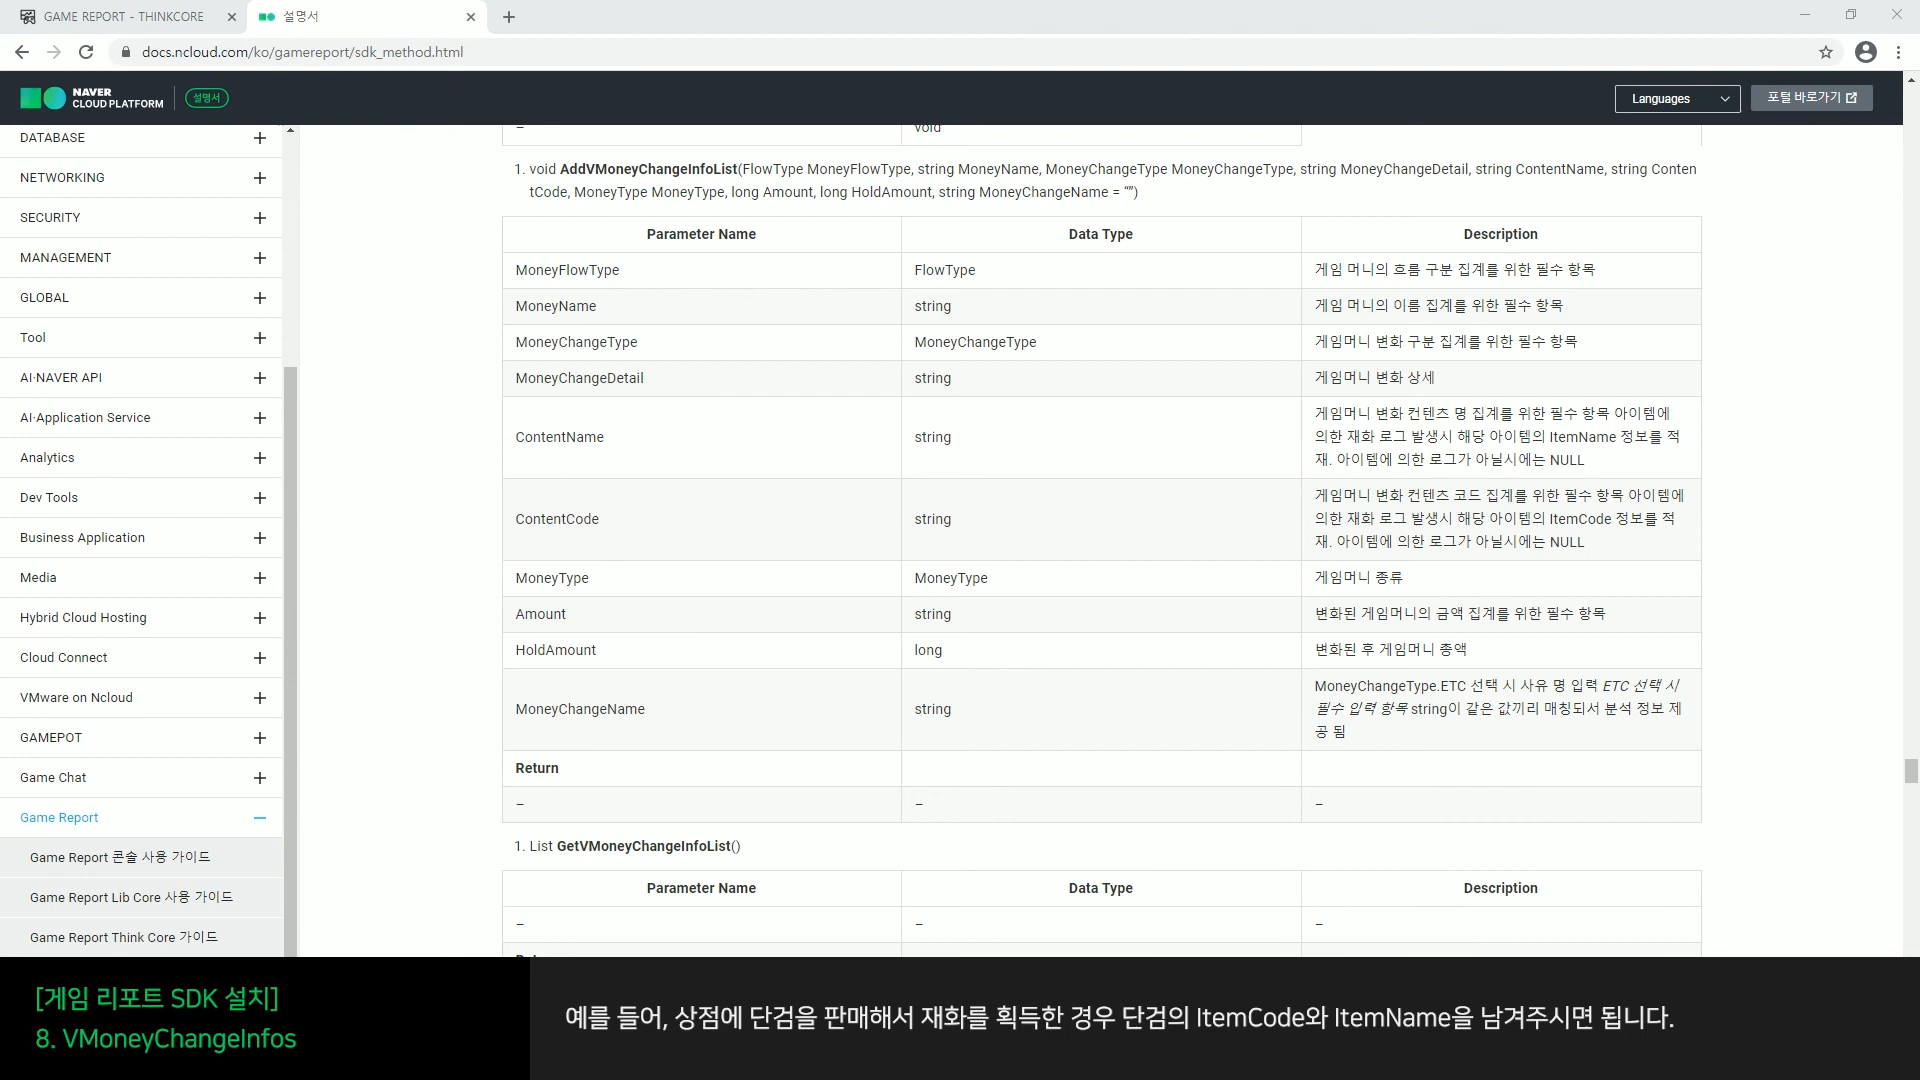 GAME REPORT - THINKCORE
설명서
docs.ncloud.com/ko/gamereport/sdk_method.html
NAVER
CLOUD PLATFORM
설명서
Languages
포털 바로가기
DATABASE
NETWORKING
SECURITY
MANAGEMENT
GLOBAL
Tool
AI·NAVER API
AI·Application Service
Analytics
Dev Tools
Business Application
Media
Hybrid Cloud Hosting
Cloud Connect
VMware on Ncloud
GAMEPOT
Game Chat
Game Report
Game Report 콘솔 사용 가이드
Game Report Lib Core 사용 가이드
Game Report Think Core 가이드
– void
1. void AddVMoneyChangeInfoList(FlowType MoneyFlowType, string MoneyName, MoneyChangeType MoneyChangeType, string MoneyChangeDetail, string ContentName, string Conten
tCode, MoneyType MoneyType, long Amount, long HoldAmount, string MoneyChangeName = “”)
Parameter Name Data Type Description
MoneyFlowType FlowType 게임 머니의 흐름 구분 집계를 위한 필수 항목
MoneyName string 게임 머니의 이름 집계를 위한 필수 항목
MoneyChangeType MoneyChangeType 게임머니 변화 구분 집계를 위한 필수 항목
MoneyChangeDetail string 게임머니 변화 상세
ContentName string 게임머니 변화 컨텐츠 명 집계를 위한 필수 항목 아이템에
의한 재화 로그 발생시 해당 아이템의 ItemName 정보를 적
재. 아이템에 의한 로그가 아닐시에는 NULL
ContentCode string 게임머니 변화 컨텐츠 코드 집계를 위한 필수 항목 아이템에
의한 재화 로그 발생시 해당 아이템의 ItemCode 정보를 적
재. 아이템에 의한 로그가 아닐시에는 NULL
MoneyType MoneyType 게임머니 종류
Amount string 변화된 게임머니의 금액 집계를 위한 필수 항목
HoldAmount long 변화된 후 게임머니 총액
MoneyChangeName string MoneyChangeType.ETC 선택 시 사유 명 입력 ETC 선택 시
필수 입력 항목 string이 같은 값끼리 매칭되서 분석 정보 제
공 됨
Return
– – –
1. List GetVMoneyChangeInfoList()
Parameter Name Data Type Description
– – –
[게임 리포트 SDK 설치]
8. VMoneyChangeInfos
예를 들어, 상점에 단검을 판매해서 재화를 획득한 경우 단검의 ItemCode와 ItemName을 남겨주시면 됩니다.